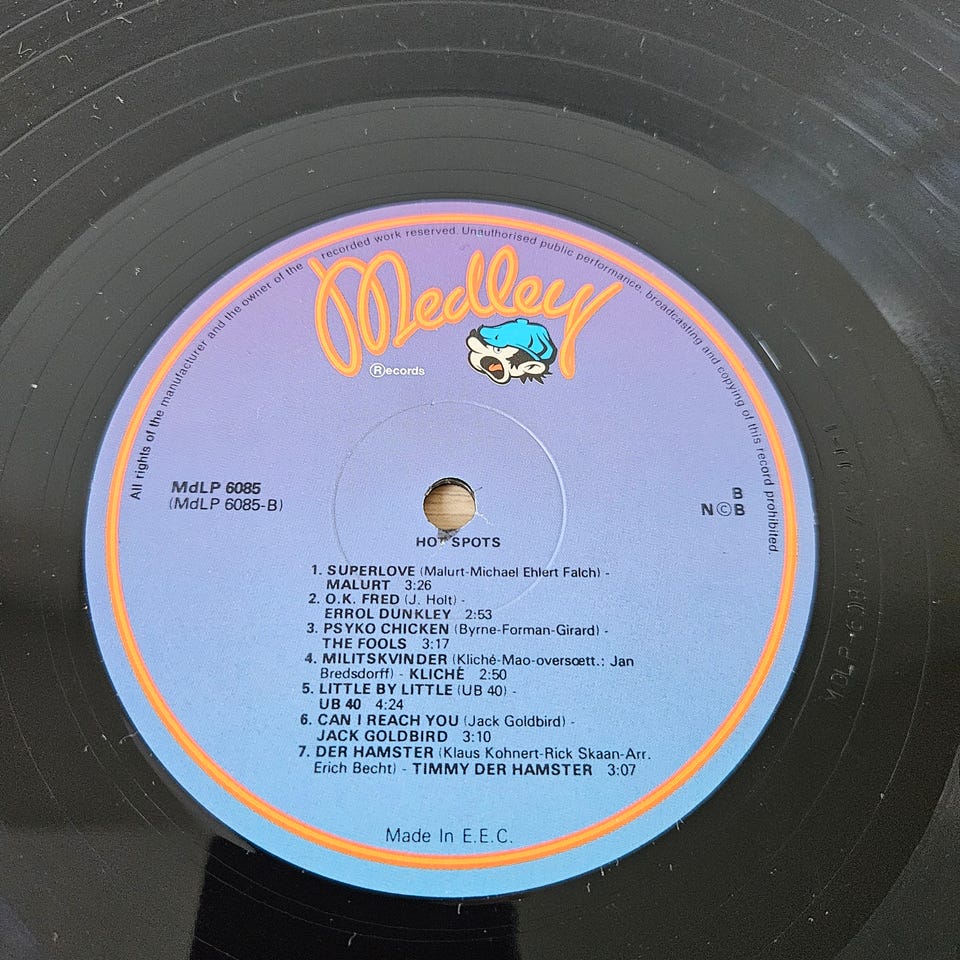 All rights of the manufacturer and the owner of the recorded work reserved. Unauthorised public performance, broadcasting and copying of this record prohibited.
Medley
Ⓡecords
MdLP 6085
(MdLP 6085-B)
B
N©B
HOT SPOTS
1. SUPERLOVE (Malurt-Michael Ehlert Falch) -
MALURT 3:26
2. O.K. FRED (J. Holt) -
ERROL DUNKLEY 2:53
3. PSYKO CHICKEN (Byrne-Forman-Girard) -
THE FOOLS 3:17
4. MILITSKVINDER (Kliché-Mao-oversœtt.: Jan
Bredsdorff) - KLICHÉ 2:50
5. LITTLE BY LITTLE (UB 40) -
UB 40 4:24
6. CAN I REACH YOU (Jack Goldbird) -
JACK GOLDBIRD 3:10
7. DER HAMSTER (Klaus Kohnert-Rick Skaan-Arr.
Erich Becht) - TIMMY DER HAMSTER 3:07
Made In E.E.C.